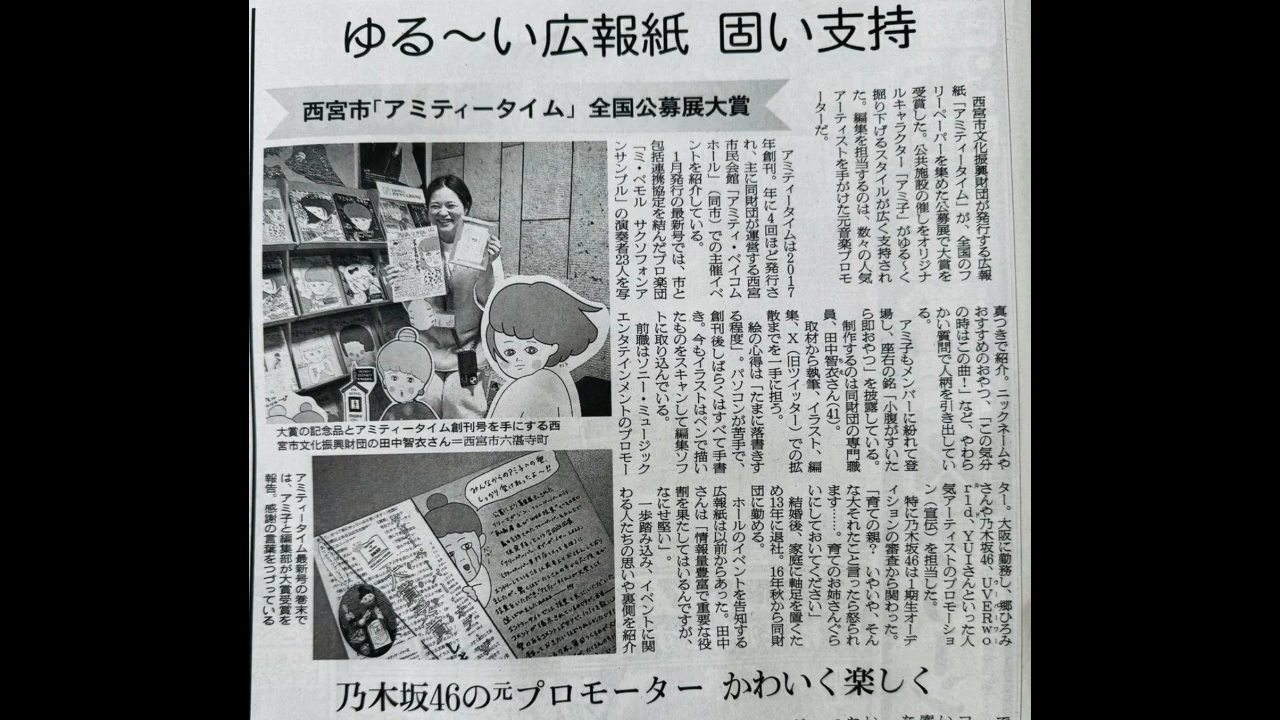 ゆる〜い広報紙 固い支持
西宮市「アミティータイム」全国公募展大賞
西宮市文化振興財団が発行する広報
紙「アミティータイム」が、全国のフ
リーペーパーを集めた公募展で大賞を
受賞した。公共施設の催しをオリジナ
ルキャラクター「アミ子」がゆる〜く
掘り下げるスタイルが広く支持され
た。編集を担当するのは、数々の人気
アーティストを手がけた元音楽プロモ
ーターだ。
アミティータイムは2017
年創刊。年に4回ほど発行さ
れ、主に同財団が運営する西宮
市民会館「アミティ・ベイコム
ホール」（同市）での主催イベ
ントを紹介している。
1月発行の最新号では、市と
包括連携協定を結んだプロ楽団
「ミ・ベモル サクソフォンア
ンサンブル」の演奏者23人を写
真つきで紹介。ニックネームや
おすすめのおやつ、「この気分
の時はこの曲！」など、やわら
かい質問で人柄を引き出してい
る。
アミ子もメンバーに紛れて登
場し、座右の銘「小腹がすいた
ら即おやつ」を披露している。
制作するのは同財団の専門職
員、田中智衣さん(41)。
取材から執筆、イラスト、編
集、X（旧ツイッター）での拡
散までを一手に担う。
絵の心得は「たまに落書きす
る程度」。パソコンが苦手で、
創刊後しばらくはすべて手書
き。今もイラストはペンで描い
たものをスキャンして編集ソフ
トに取り込んでいる。
前職はソニー・ミュージック
エンタテインメントのプロモー
ター。大阪に勤務し、郷ひろみ
さんや乃木坂46、UVERwo
rld、YUIさんといった人
気アーティストのプロモーショ
ン（宣伝）を担当した。
特に乃木坂46は1期生オーデ
ィションの審査から関わった。
「育ての親？ いやいや、そん
な大それたこと言ったら怒られ
ます……。育てのお姉さんぐら
いにしておいてください」
結婚後、家庭に軸足を置くた
め13年に退社。16年秋から同財
団に勤める。
ホールのイベントを告知する
広報紙は以前からあった。田中
さんは「情報量豊富で重要な役
割を果たしてはいるんですが、
なにせ堅い」。
一歩踏み込み、イベントに関
わる人たちの思いや裏側を紹介
大賞の記念品とアミティータイム創刊号を手にする西
宮市文化振興財団の田中智衣さん＝西宮市六湛寺町
アミティータイム最新号の巻末で
は、アミ子と編集部が大賞受賞を
報告。感謝の言葉をつづっている
みんなからのアミ子への愛、
しっかり受け取ったよー!!
乃木坂46の元プロモーター かわいく楽しく